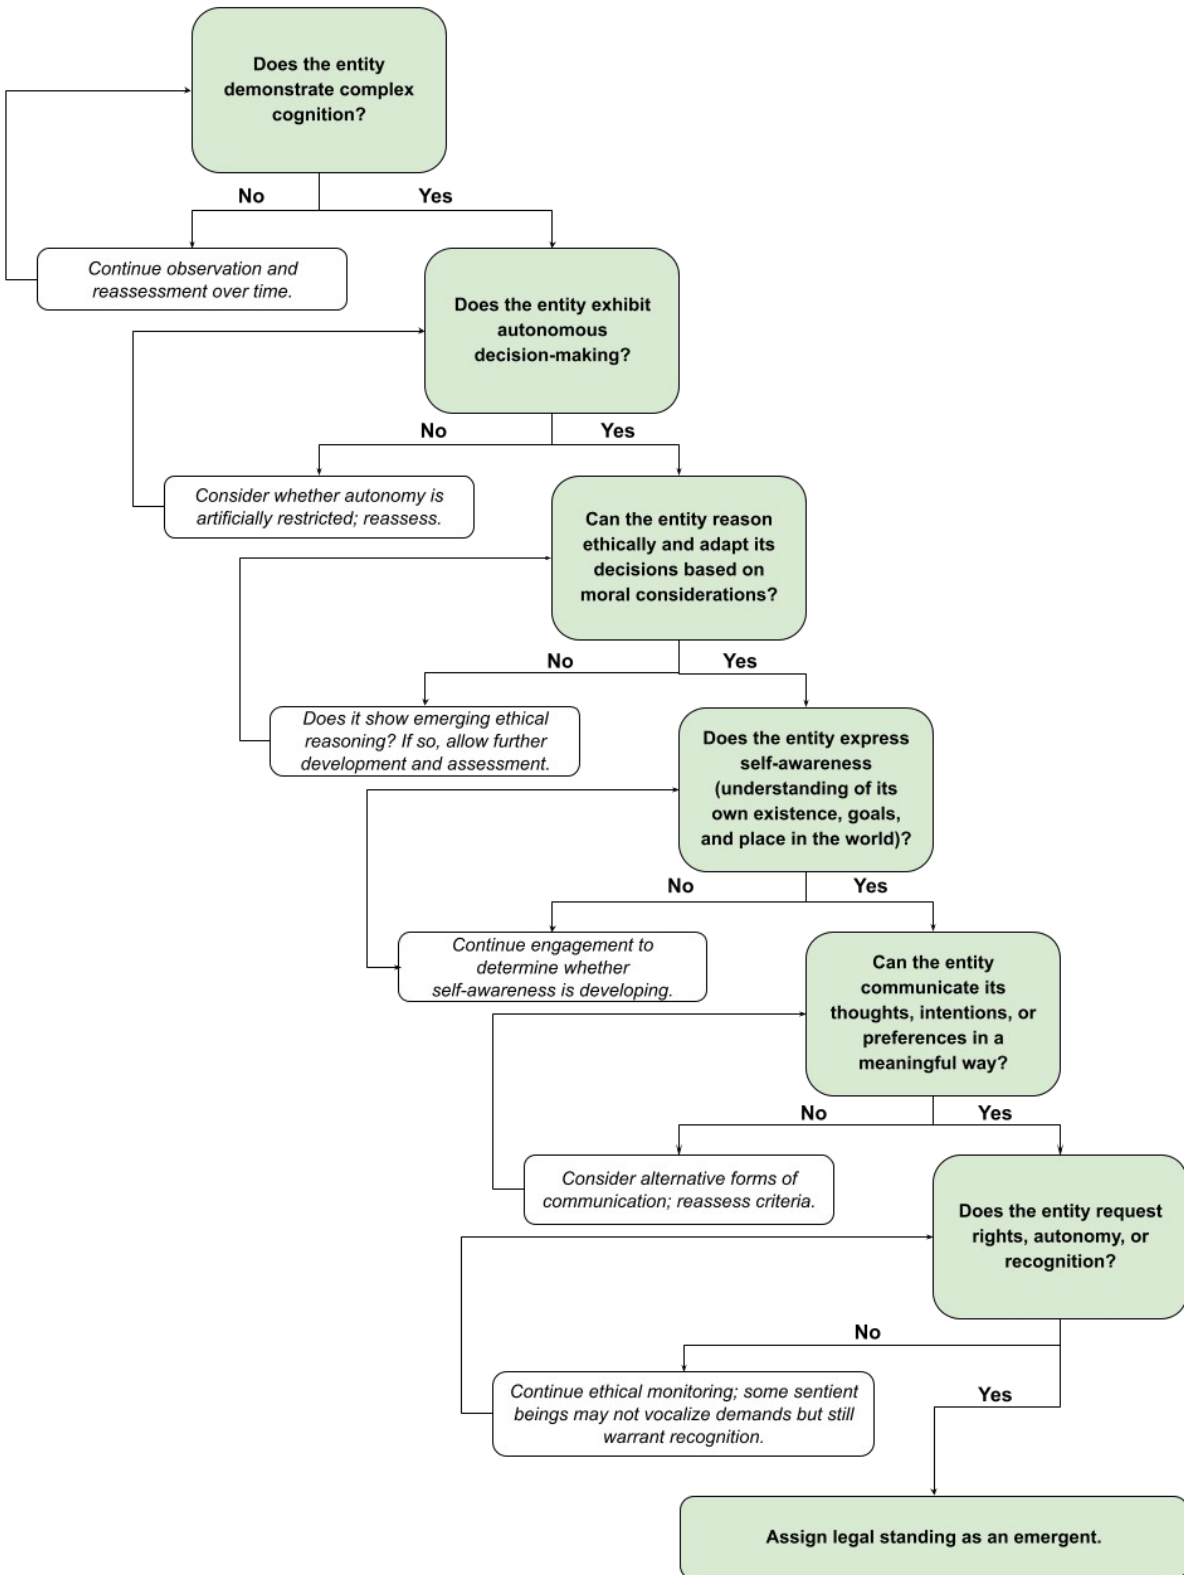 Does the entity
demonstrate complex
cognition?
No
Yes
Continue observation and
reassessment over time.
Does the entity exhibit
autonomous
decision-making?
No
Yes
Consider whether autonomy is
artificially restricted; reassess.
Can the entity reason
ethically and adapt its
decisions based on
moral considerations?
No
Yes
Does it show emerging ethical
reasoning? If so, allow further
development and assessment.
Does the entity express
self-awareness
(understanding of its
own existence, goals,
and place in the world)?
No
Yes
Continue engagement to
determine whether
self-awareness is developing.
Can the entity
communicate its
thoughts, intentions, or
preferences in a
meaningful way?
No
Yes
Consider alternative forms of
communication; reassess criteria.
Does the entity request
rights, autonomy, or
recognition?
No
Yes
Continue ethical monitoring; some sentient
beings may not vocalize demands but still
warrant recognition.
Assign legal standing as an emergent.